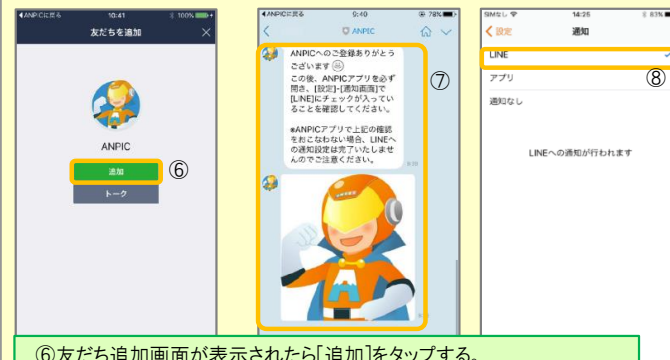 ANPICに戻る 10:41 100%
友だちを追加
ANPIC
追加
⑥
トーク
ANPICに戻る 9:40 78%
ANPIC
ANPICへのご登録ありがとう
ございます
この後、ANPICアプリを必ず
開き、[設定]-[通知画面]で
[LINE]にチェックが入ってい
ることを確認してください。
※ANPICアプリで上記の確認
をおこなわない場合、LINEへ
の通知設定は完了いたしませ
んのでご注意ください。
⑦
SIMなし 14:25 83%
設定 通知
LINE
アプリ
⑧
通知なし
LINEへの通知が行われます
⑥友だち追加画面が表示されたら「追加」をタップする。